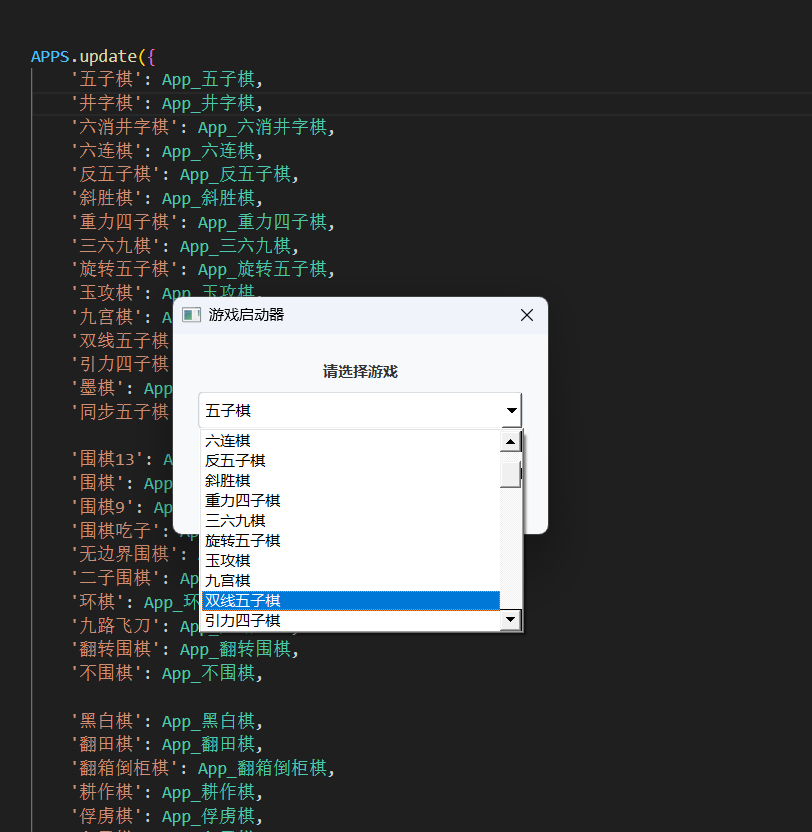 APPS.update({
'五子棋': App_五子棋,
'井字棋': App_井字棋,
'六消井字棋': App_六消井字棋,
'六连棋': App_六连棋,
'反五子棋': App_反五子棋,
'斜胜棋': App_斜胜棋,
'重力四子棋': App_重力四子棋,
'三六九棋': App_三六九棋,
'旋转五子棋': App_旋转五子棋,
'玉攻棋': App_玉攻棋,
'九宫棋': A
'双线五子棋
'引力四子棋
'墨棋': App
'同步五子棋
'围棋13': A
'围棋': App
'围棋9': Ap
'围棋吃子':
'无边界围棋':
'二子围棋': Ap
'环棋': App_环
'九路飞刀': Ap
'翻转围棋': App_翻转围棋,
'不围棋': App_不围棋,
'黑白棋': App_黑白棋,
'翻田棋': App_翻田棋,
'翻箱倒柜棋': App_翻箱倒柜棋,
'耕作棋': App_耕作棋,
'俘虏棋': App_俘虏棋,
游戏启动器
请选择游戏
五子棋
六连棋
反五子棋
斜胜棋
重力四子棋
三六九棋
旋转五子棋
玉攻棋
九宫棋
双线五子棋
引力四子棋